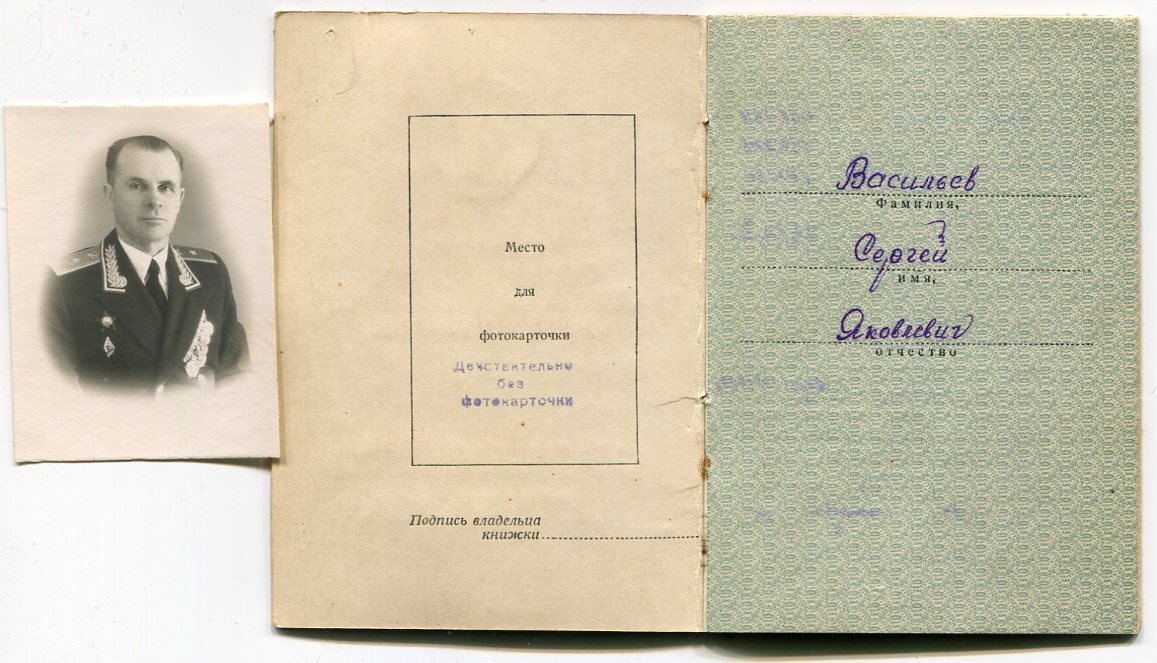 Место
для
фотокарточки
Действительно
без
фотокарточки
Подпись владельца
книжки
Васильев
Фамилия,
Сергей
имя,
Яковлевич
отчество